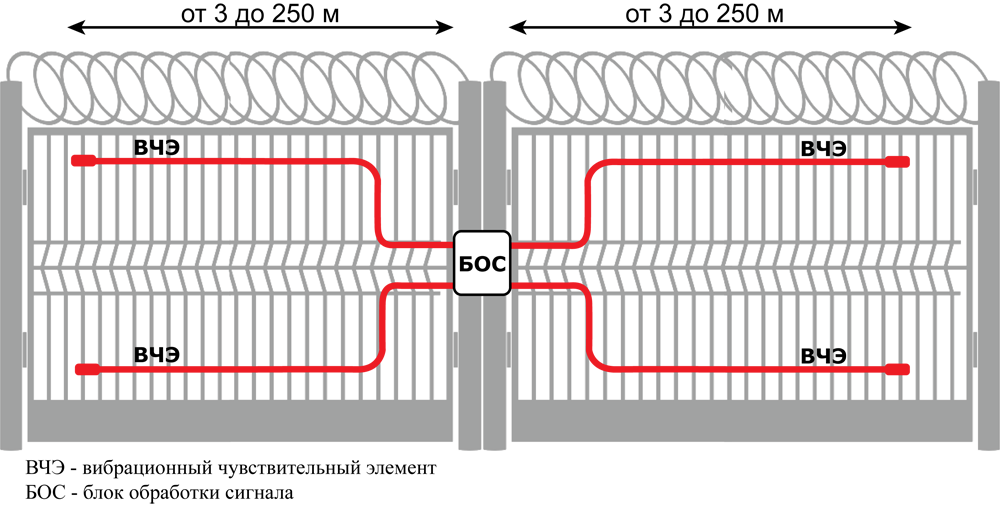 от 3 до 250 м
от 3 до 250 м
ВЧЭ
ВЧЭ
БОС
ВЧЭ
ВЧЭ
ВЧЭ - вибрационный чувствительный элемент
БОС - блок обработки сигнала